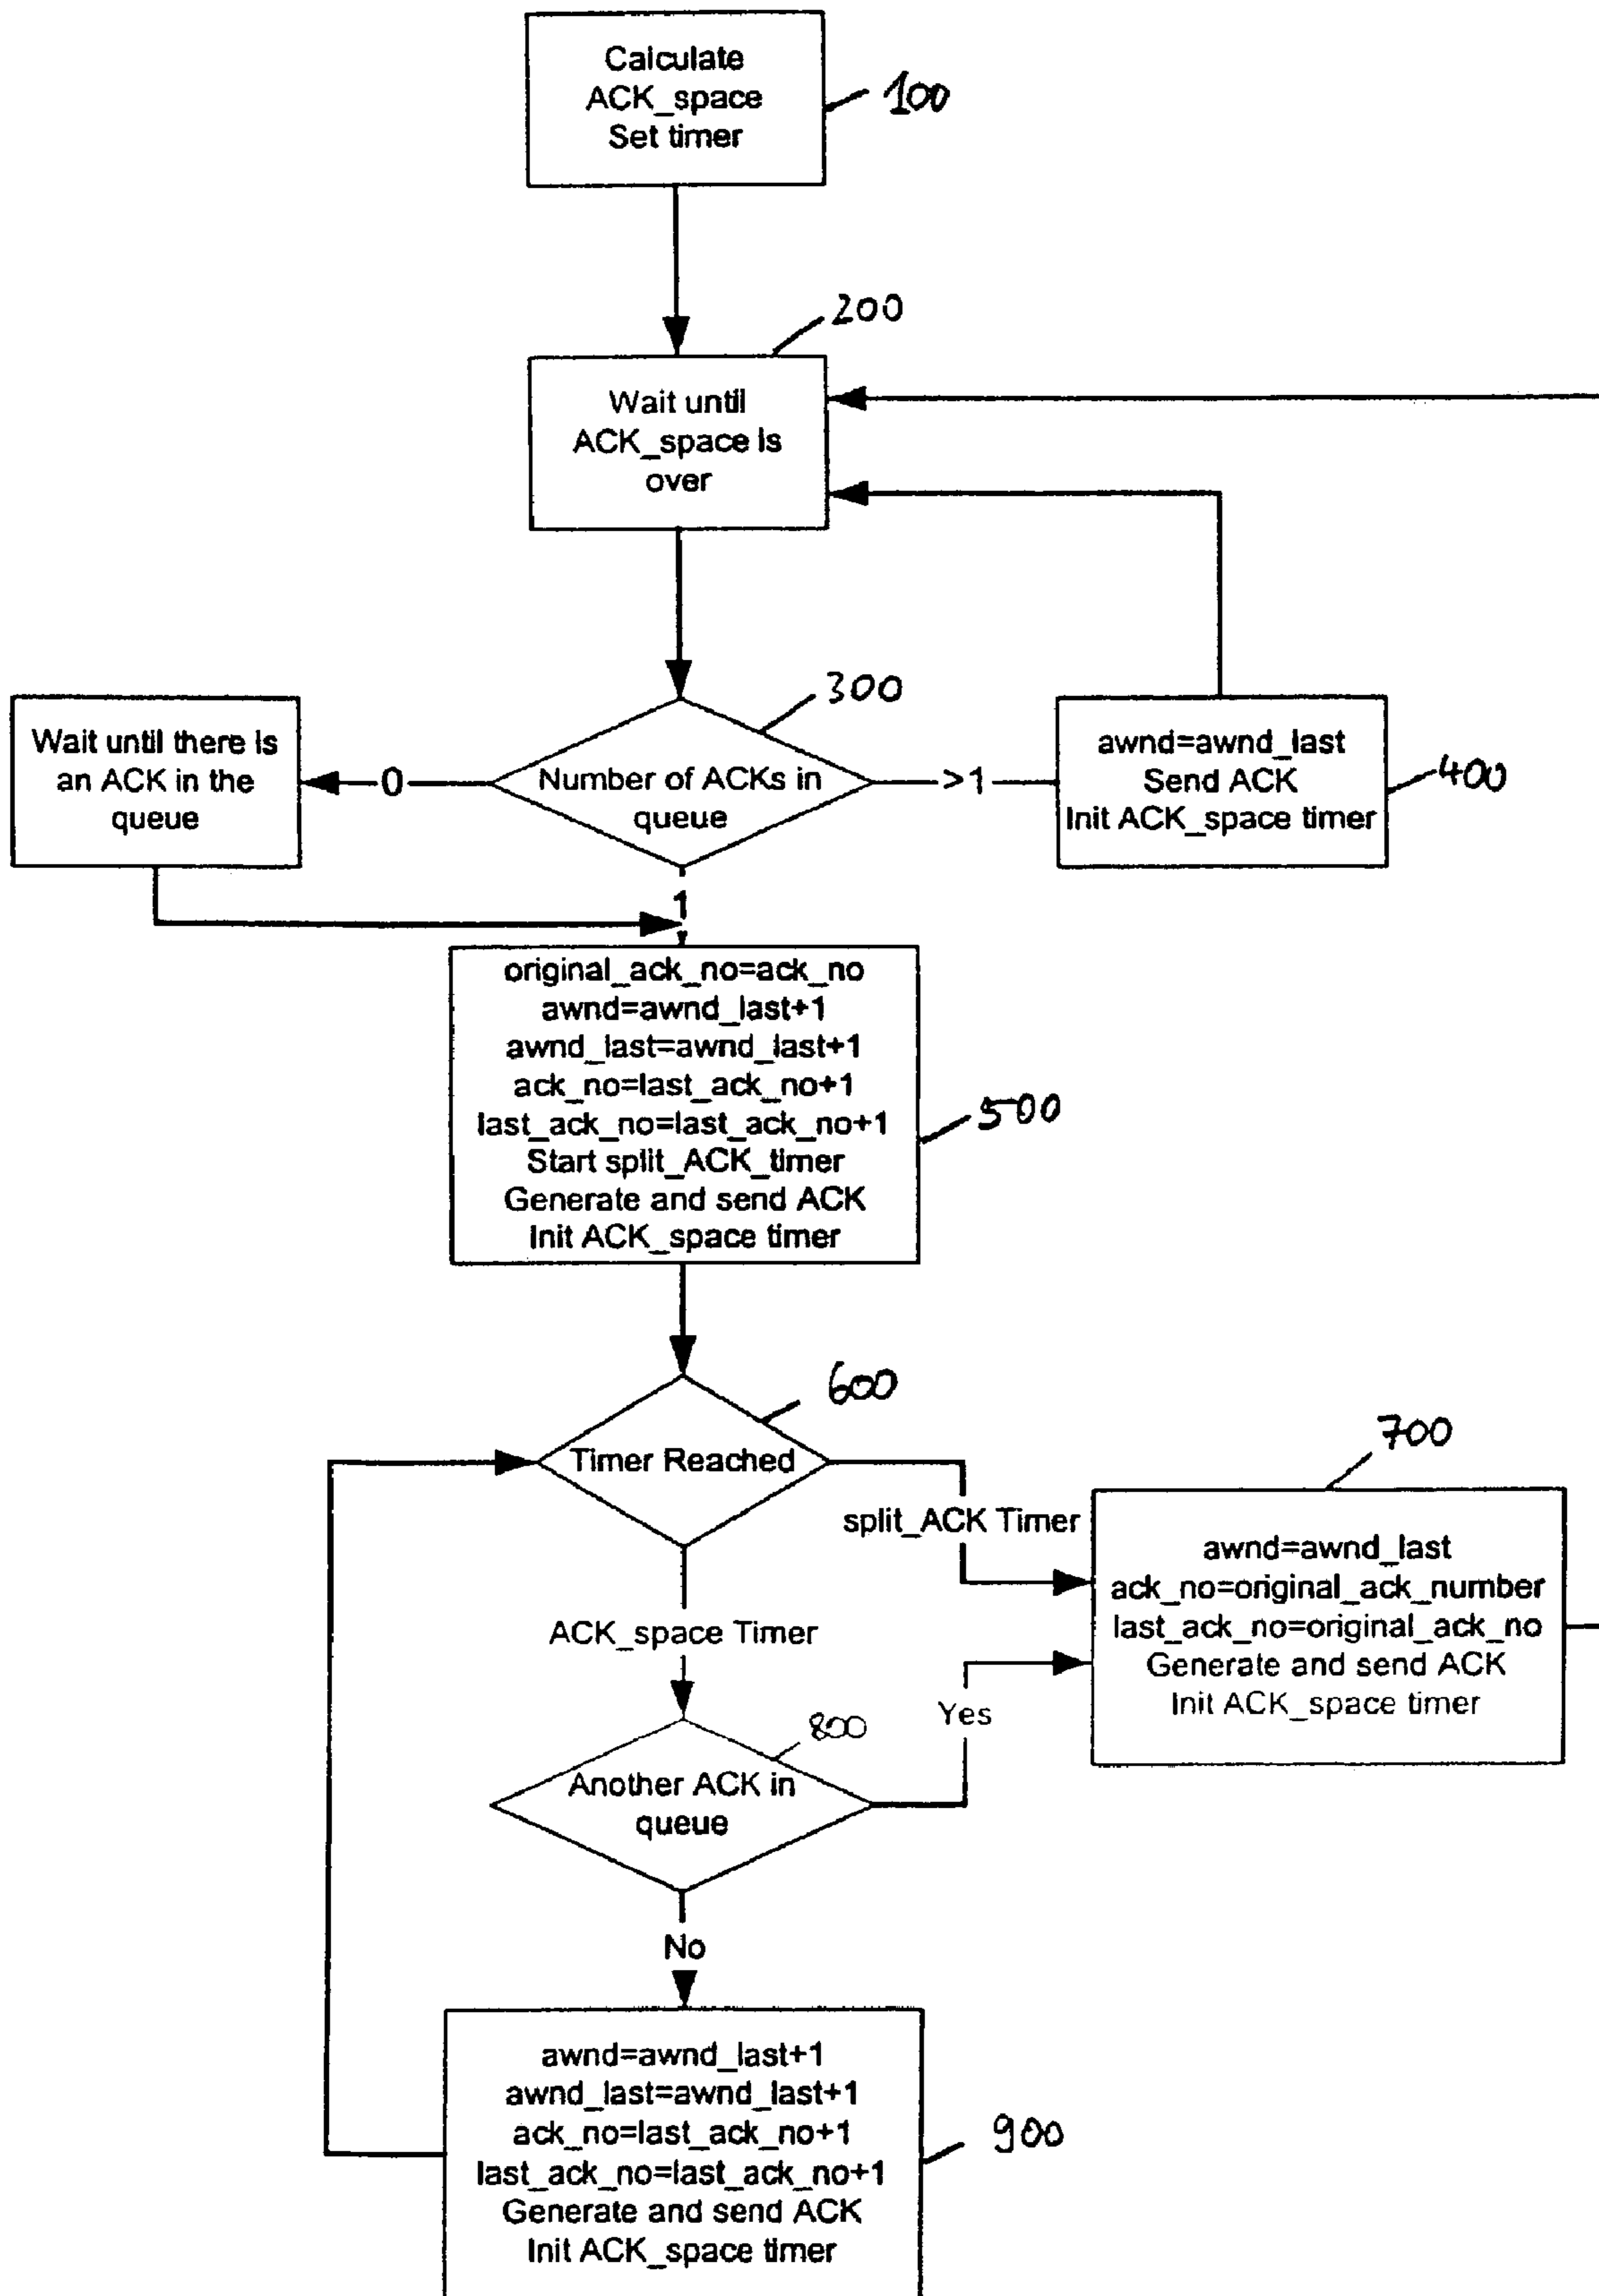 Calculate
ACK_space
Set timer
100
200
Wait until
ACK_space is
over
300
Wait until there is
an ACK in the
queue
0
Number of ACKs in
queue
>1
awnd=awnd_last
Send ACK
Init ACK_space timer
400
1
original_ack_no=ack_no
awnd=awnd_last+1
awnd_last=awnd_last+1
ack_no=last_ack_no+1
last_ack_no=last_ack_no+1
Start split_ACK_timer
Generate and send ACK
Init ACK_space timer
500
600
Timer Reached
split_ACK Timer
700
awnd=awnd_last
ack_no=original_ack_number
last_ack_no=original_ack_no
Generate and send ACK
Init ACK_space timer
ACK_space Timer
800
Another ACK in
queue
Yes
No
awnd=awnd_last+1
awnd_last=awnd_last+1
ack_no=last_ack_no+1
last_ack_no=last_ack_no+1
Generate and send ACK
Init ACK_space timer
900